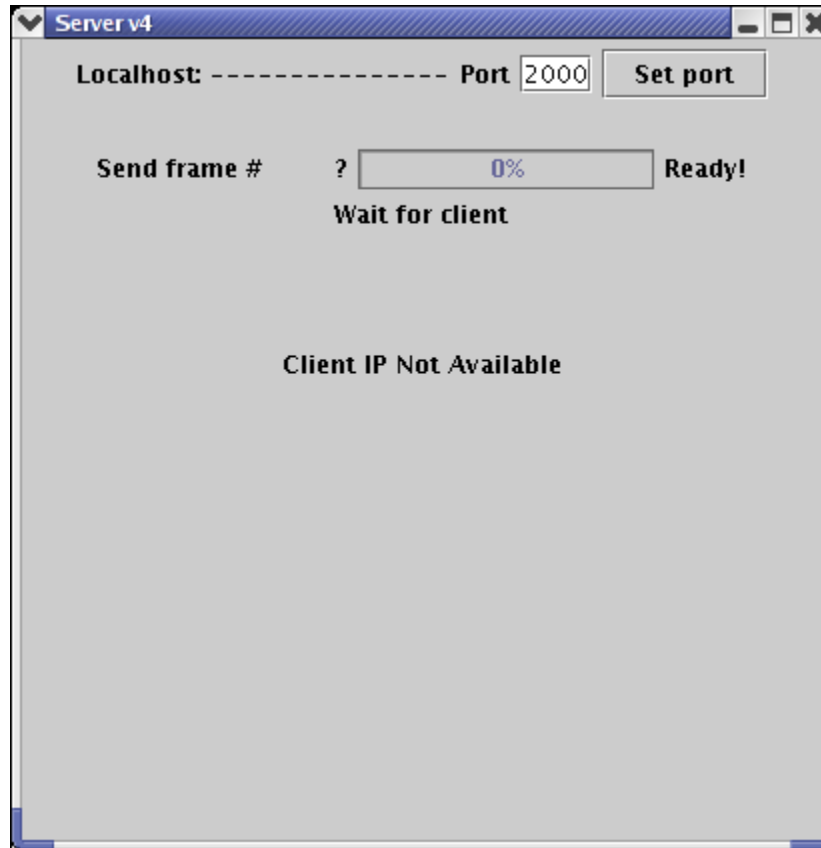 Server v4
Localhost: --------------- Port 2000 Set port
Send frame # ? 0% Ready!
Wait for client
Client IP Not Available